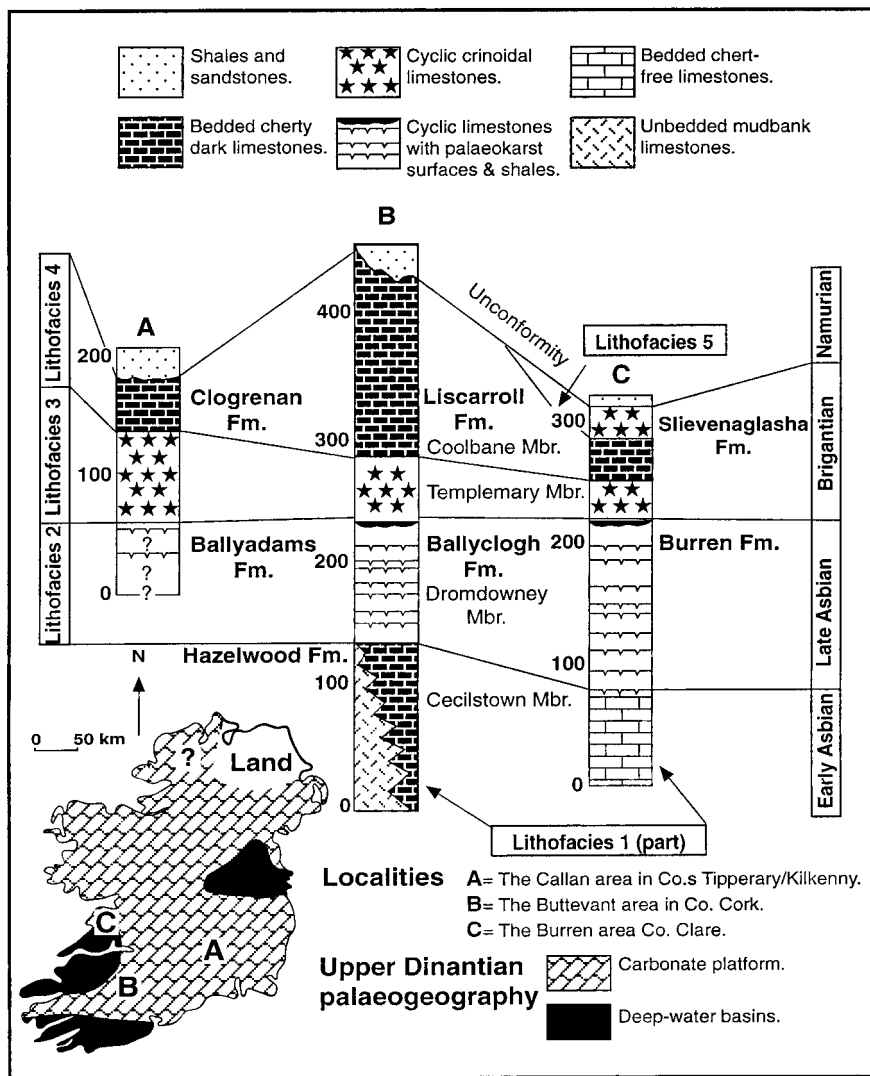 Shales and
sandstones.
Cyclic crinoidal
limestones.
Bedded chert-
free limestones.
Bedded cherty
dark limestones.
Cyclic limestones
with palaeokarst
surfaces & shales.
Unbedded mudbank
limestones.
Lithofacies 4
Lithofacies 3
Lithofacies 2
A
200
100
0
?
?
?
Clogrenan
Fm.
Ballyadams
Fm.
B
400
300
200
100
0
Unconformity
Lithofacies 5
Liscarroll
Fm.
Coolbane Mbr.
Templemary Mbr.
Ballyclogh
Fm.
Dromdowney
Mbr.
Hazelwood Fm.
Cecilstown Mbr.
C
300
200
100
0
Slievenaglasha
Fm.
Burren Fm.
Namurian
Brigantian
Late Asbian
Early Asbian
Lithofacies 1 (part)
N
0 50 km
?
Land
C
B
A
Localities
A= The Callan area in Co.s Tipperary/Kilkenny.
B= The Buttevant area in Co. Cork.
C= The Burren area Co. Clare.
Upper Dinantian
palaeogeography
Carbonate platform.
Deep-water basins.